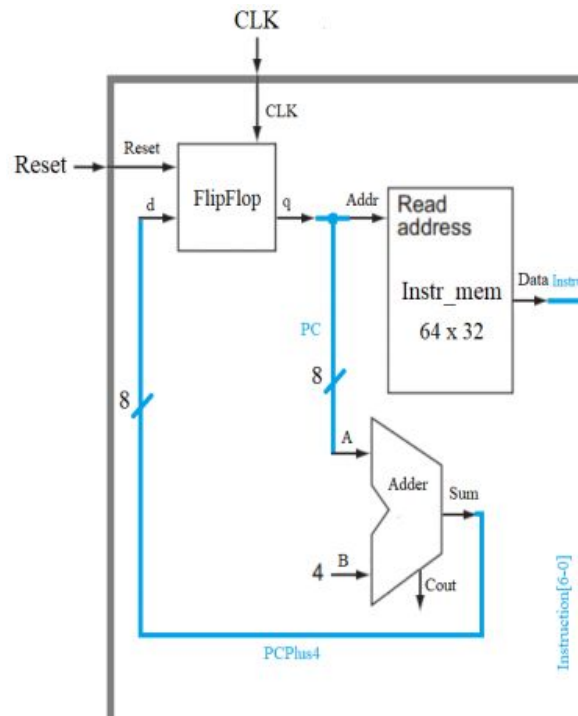 CLK
CLK
Reset
Reset
FlipFlop
d
q
Addr
Read
address
Instr_mem
64 x 32
Data
Instru
PC
8
8
A
Adder
Sum
4
B
Cout
PCPlus4
Instruction[6-0]